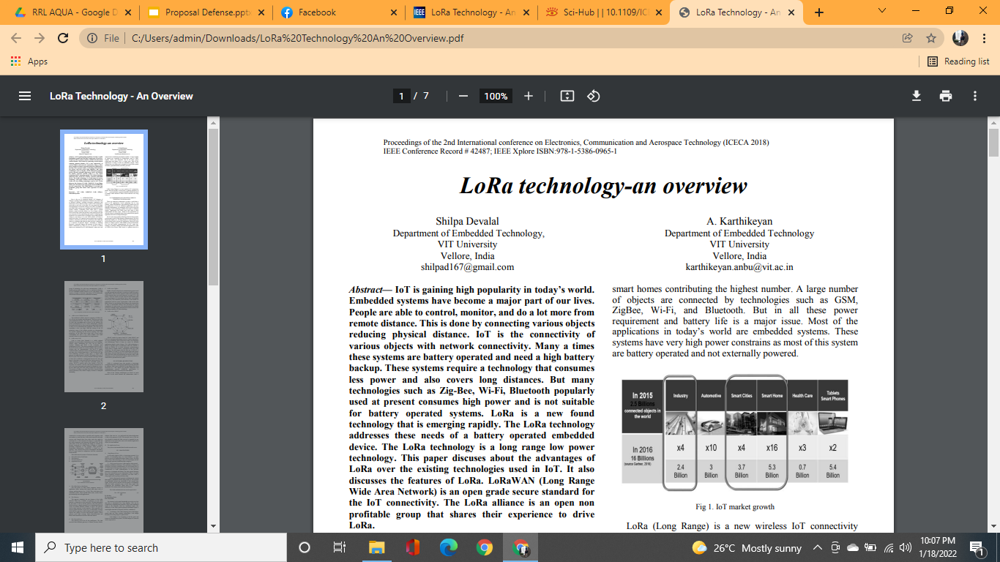 RRL AQUA - Google D
Proposal Defense.ppt
Facebook
IEEE
LoRa Technology - An
Sci-Hub | 10.1109/IC
LoRa Technology - An
File
C:/Users/admin/Downloads/LoRa%20Technology%20An%20Overview.pdf
Apps
Reading list
LoRa Technology - An Overview
1 / 7
100%
1
2
Proceedings of the 2nd International conference on Electronics, Communication and Aerospace Technology (ICECA 2018)
IEEE Conference Record # 42487; IEEE Xplore ISBN:978-1-5386-0965-1
LoRa technology-an overview
Shilpa Devalal
Department of Embedded Technology,
VIT University
Vellore, India
shilpad167@gmail.com
A. Karthikeyan
Department of Embedded Technology
VIT University
Vellore, India
karthikeyan.anbu@vit.ac.in
Abstract— IoT is gaining high popularity in today's world.
Embedded systems have become a major part of our lives.
People are able to control, monitor, and do a lot more from
remote distance. This is done by connecting various objects
reducing physical distance. IoT is the connectivity of
various objects with network connectivity. Many a times
these systems are battery operated and need a high battery
backup. These systems require a technology that consumes
less power and also covers long distances. But many
technologies such as Zig-Bee, Wi-Fi, Bluetooth popularly
used at present consumes high power and is not suitable
for battery operated systems. LoRa is a new found
technology that is emerging rapidly. The LoRa technology
addresses these needs of a battery operated embedded
device. The LoRa technology is a long range low power
technology. This paper discuses about the advantages of
LoRa over the existing technologies used in IoT. It also
discusses the features of LoRa. LoRaWAN (Long Range
Wide Area Network) is an open grade secure standard for
the IoT connectivity. The LoRa alliance is an open non
profitable group that shares their experience to drive
LoRa.
smart homes contributing the highest number. A large number
of objects are connected by technologies such as GSM,
ZigBee, Wi-Fi, and Bluetooth. But in all these power
requirement and battery life is a major issue. Most of the
applications in today's world are embedded systems. These
systems have very high power constrains as most of this system
are battery operated and not externally powered.
In 2015
2.5 Billions
connected objects in
the world
Industry
Automotive
Smart Cities
Smart Home
Health Care
Tablets
Smart Phones
In 2016
16 Billions
(source Gartner, 2016)
x4
x10
x4
x16
x3
x2
2.4
Billion
3
Billion
3.7
Billion
5.3
Billion
0.7
Billion
5.4
Billion
Fig 1. IoT market growth
LoRa (Long Range) is a new wireless IoT connectivity
Type here to search
26°C Mostly sunny
10:07 PM
1/18/2022
1